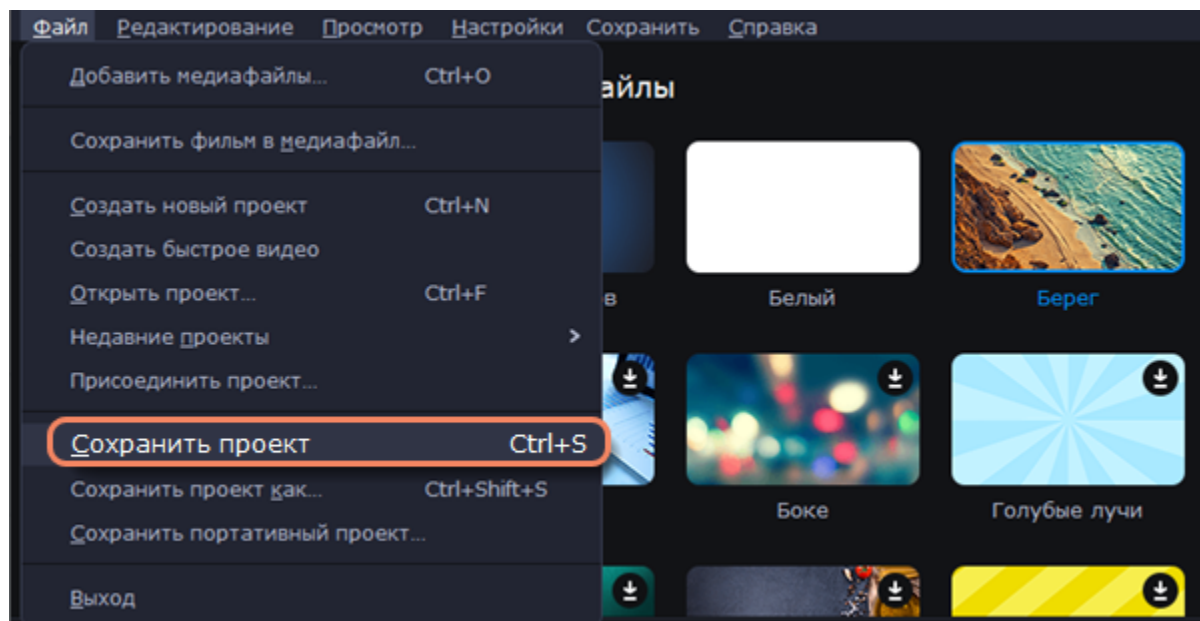 Файл Редактирование Просмотр Настройки Сохранить Справка
Добавить медиафайлы... Ctrl+O
айлы
Сохранить фильм в медиафайл...
Создать новый проект Ctrl+N
Создать быстрое видео
Открыть проект... Ctrl+F
в Белый Берег
Недавние проекты
Присоединить проект...
Сохранить проект Ctrl+S
Сохранить проект как... Ctrl+Shift+S
Боке Голубые лучи
Сохранить портативный проект...
Выход